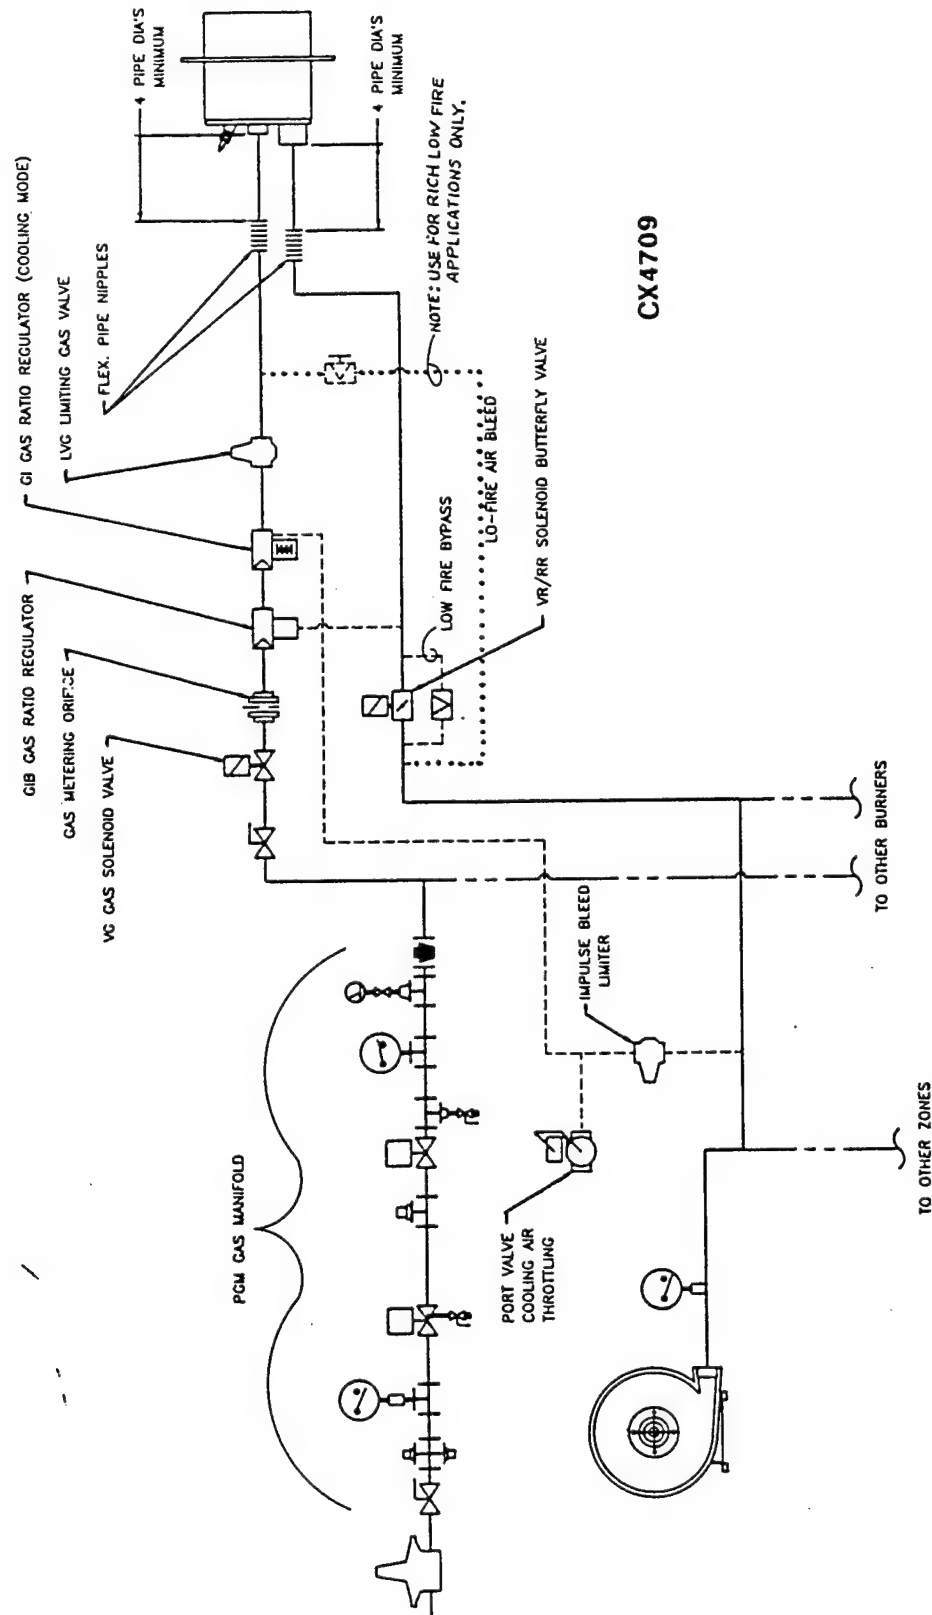 4 PIPE DIA'S
MINIMUM
GI GAS RATIO REGULATOR (COOLING MODE)
LVG LIMITING GAS VALVE
FLEX. PIPE NIPPLES
GIB GAS RATIO REGULATOR
GAS METERING ORIFICE
VG GAS SOLENOID VALVE
4 PIPE DIA'S
MINIMUM
NOTE: USE FOR RICH LOW FIRE
APPLICATIONS ONLY.
LOW FIRE BYPASS
LO-FIRE AIR BLEED
VR/RR SOLENOID BUTTERFLY VALVE
CX4709
PGM GAS MANIFOLD
IMPULSE BLEED
LIMITER
PORT VALVE
COOLING AIR
THROTTLING
TO OTHER BURNERS
TO OTHER ZONES